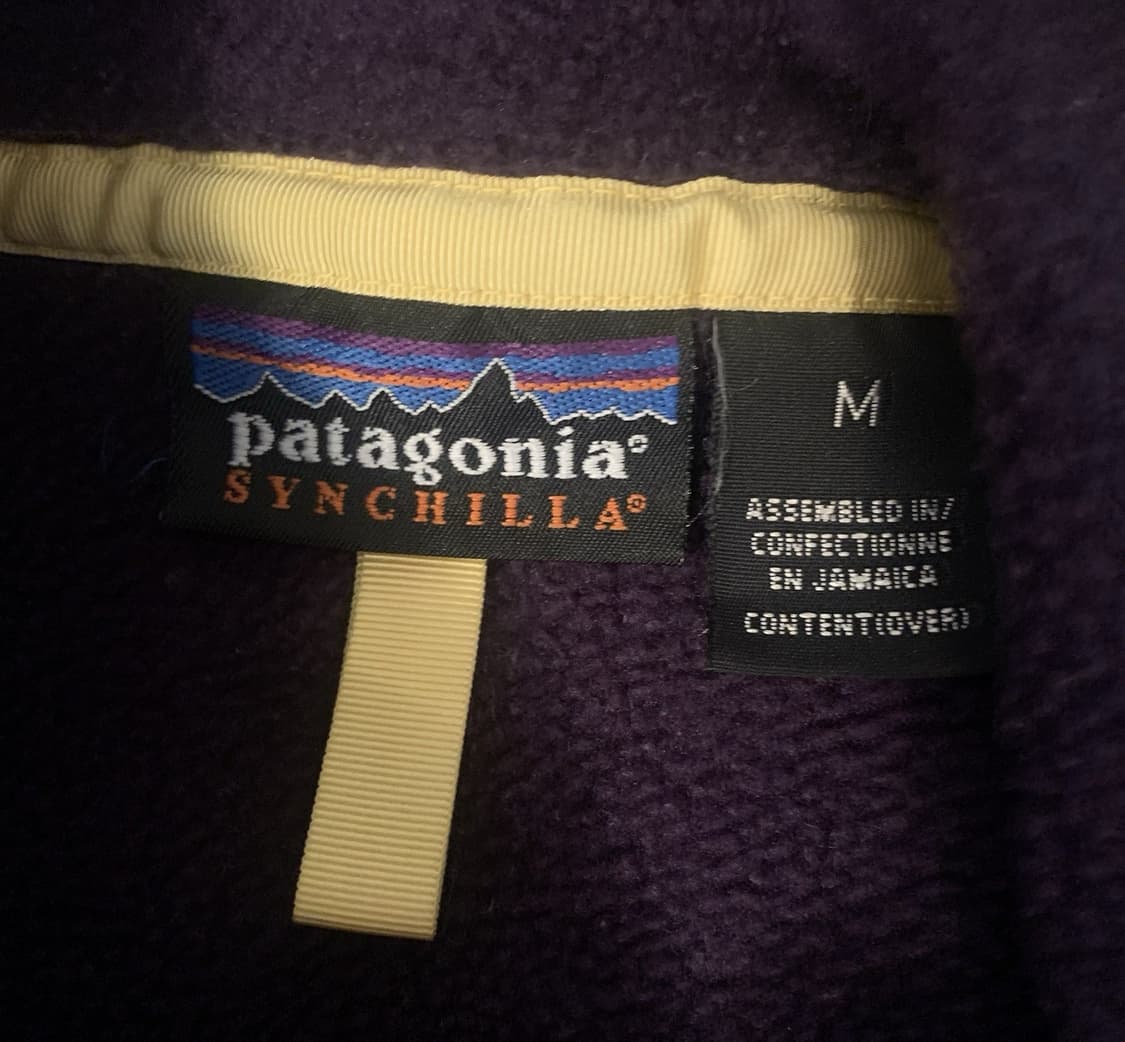 patagonia®
SYNCHILLA®
M
ASSEMBLED IN/
CONFECTIONNE
EN JAMAICA
CONTENT(OVER)